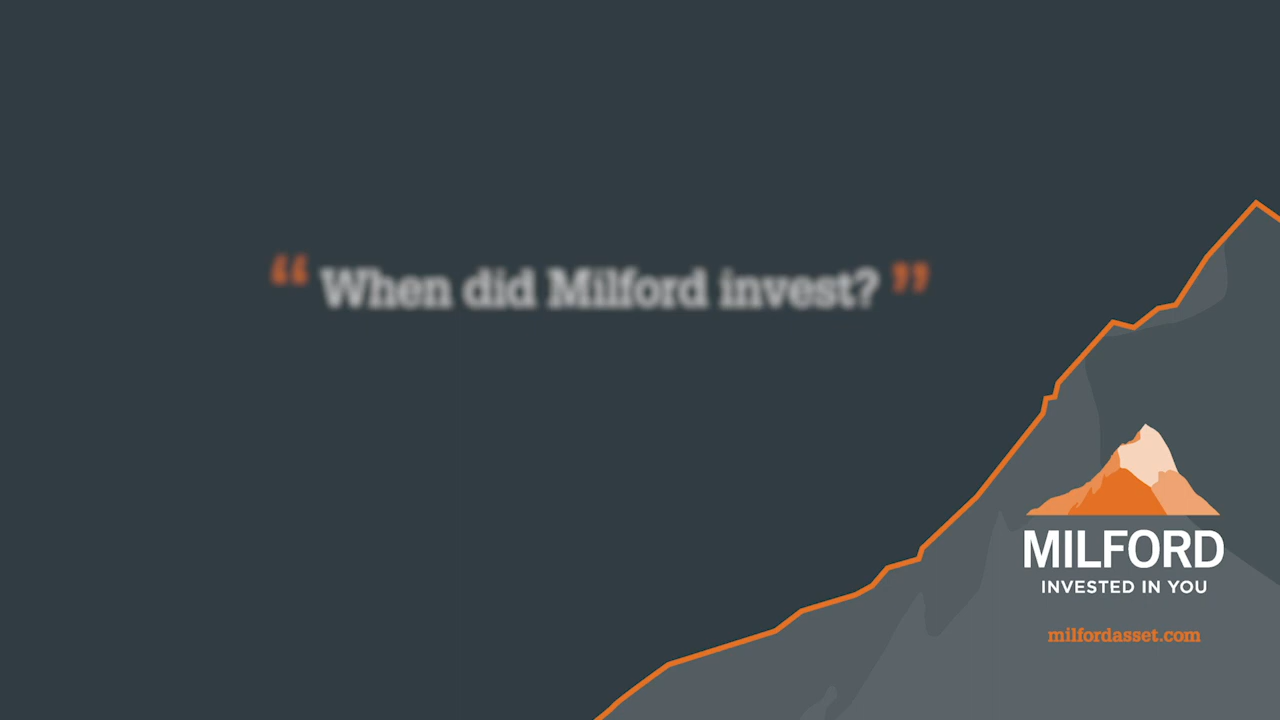 “ When did Milford invest? ”
MILFORD
INVESTED IN YOU
milfordasset.com